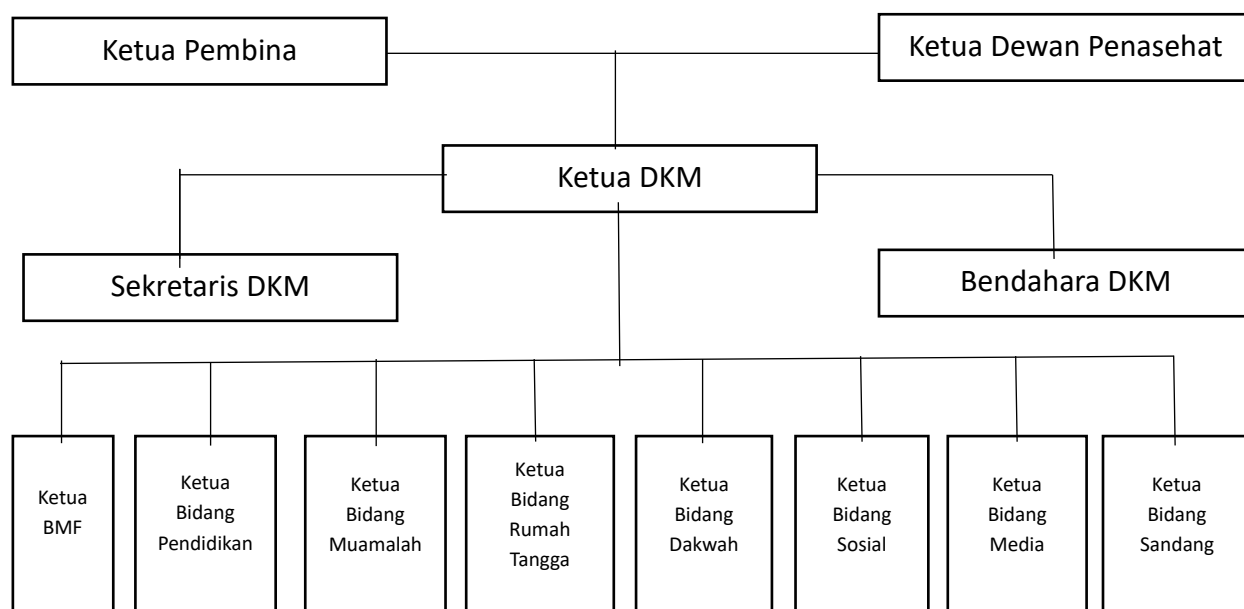 Ketua Pembina
Ketua Dewan Penasehat
Ketua DKM
Sekretaris DKM
Bendahara DKM
Ketua
BMF
Ketua
Bidang
Pendidikan
Ketua
Bidang
Muamalah
Ketua
Bidang
Rumah
Tangga
Ketua
Bidang
Dakwah
Ketua
Bidang
Sosial
Ketua
Bidang
Media
Ketua
Bidang
Sandang